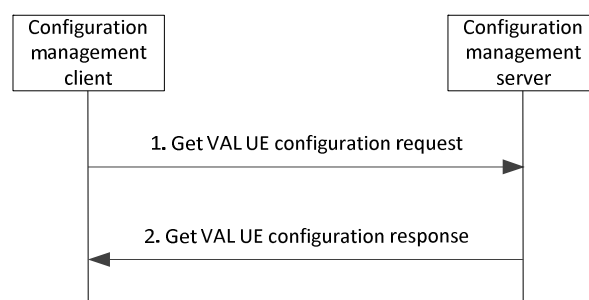 Configuration
management
client
Configuration
management
server
1. Get VAL UE configuration request
2. Get VAL UE configuration response